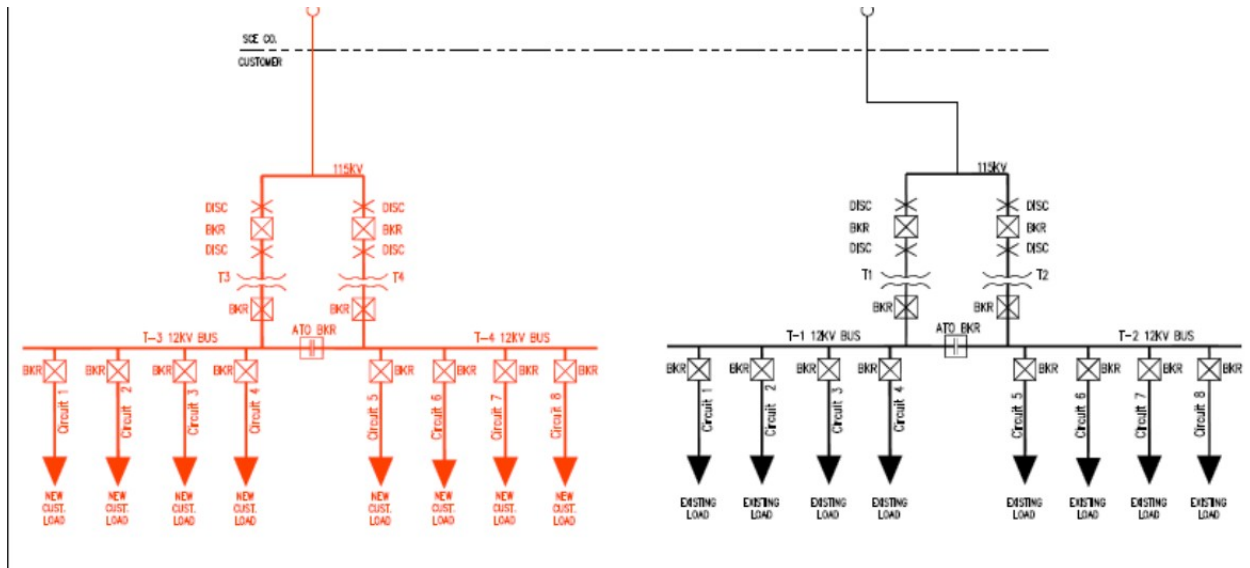 SCE CO.
CUSTOMER
115KV
DISC
DISC
BKR
BKR
DISC
DISC
T3
T4
BKR
BKR
T-3 12KV BUS
ATO BKR
T-4 12KV BUS
BKR
BKR
BKR
BKR
BKR
BKR
BKR
BKR
Circuit 1
Circuit 2
Circuit 3
Circuit 4
Circuit 5
Circuit 6
Circuit 7
Circuit 8
NEW
CUST.
LOAD
NEW
CUST.
LOAD
NEW
CUST.
LOAD
NEW
CUST.
LOAD
NEW
CUST.
LOAD
NEW
CUST.
LOAD
NEW
CUST.
LOAD
NEW
CUST.
LOAD
115KV
DISC
DISC
BKR
BKR
DISC
DISC
T1
T2
BKR
BKR
T-1 12KV BUS
ATO BKR
T-2 12KV BUS
BKR
BKR
BKR
BKR
BKR
BKR
BKR
BKR
Circuit 1
Circuit 2
Circuit 3
Circuit 4
Circuit 5
Circuit 6
Circuit 7
Circuit 8
EXISTING
LOAD
EXISTING
LOAD
EXISTING
LOAD
EXISTING
LOAD
EXISTING
LOAD
EXISTING
LOAD
EXISTING
LOAD
EXISTING
LOAD